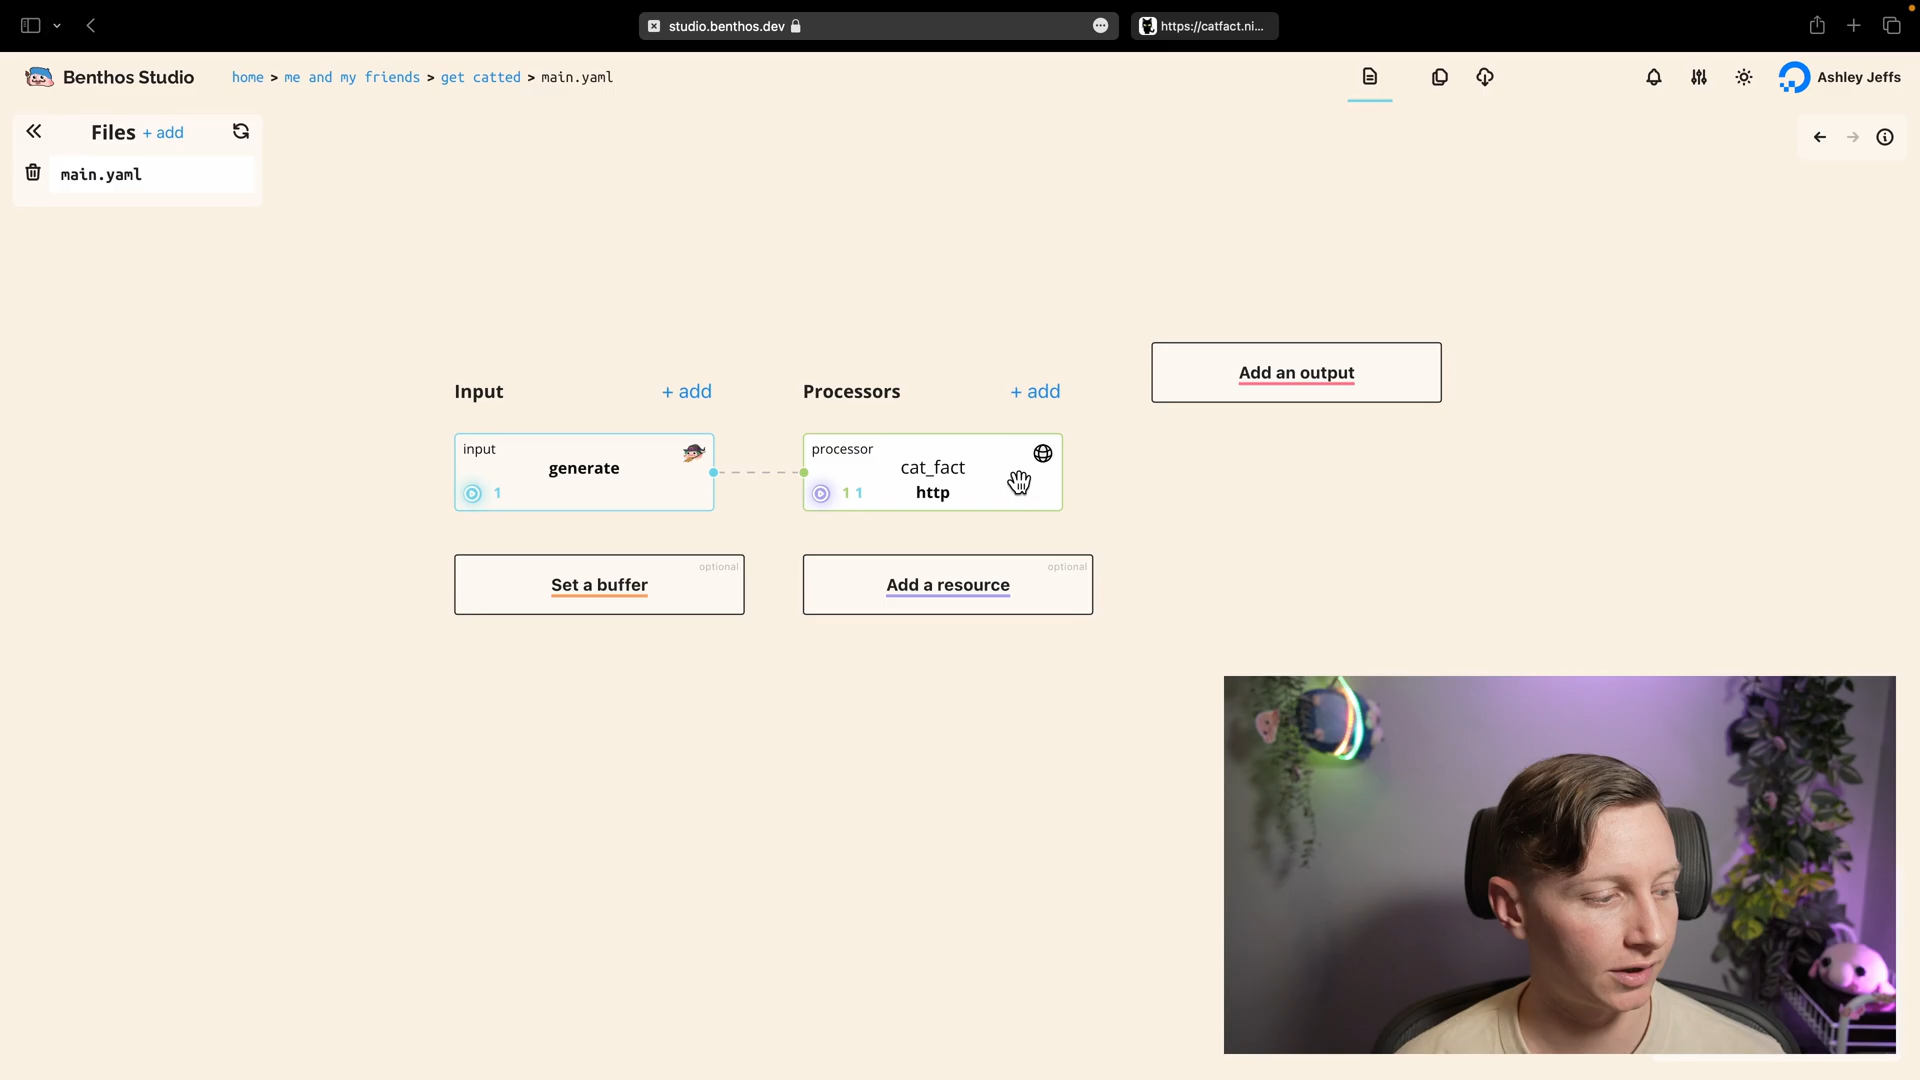 studio.benthos.dev
https://catfact.ni...
Benthos Studio
home > me and my friends > get catted > main.yaml
Ashley Jeffs
Files + add
main.yaml
Input + add
Processors + add
Add an output
input
generate
1
processor
cat_fact
http
1 1
optional
Set a buffer
optional
Add a resource